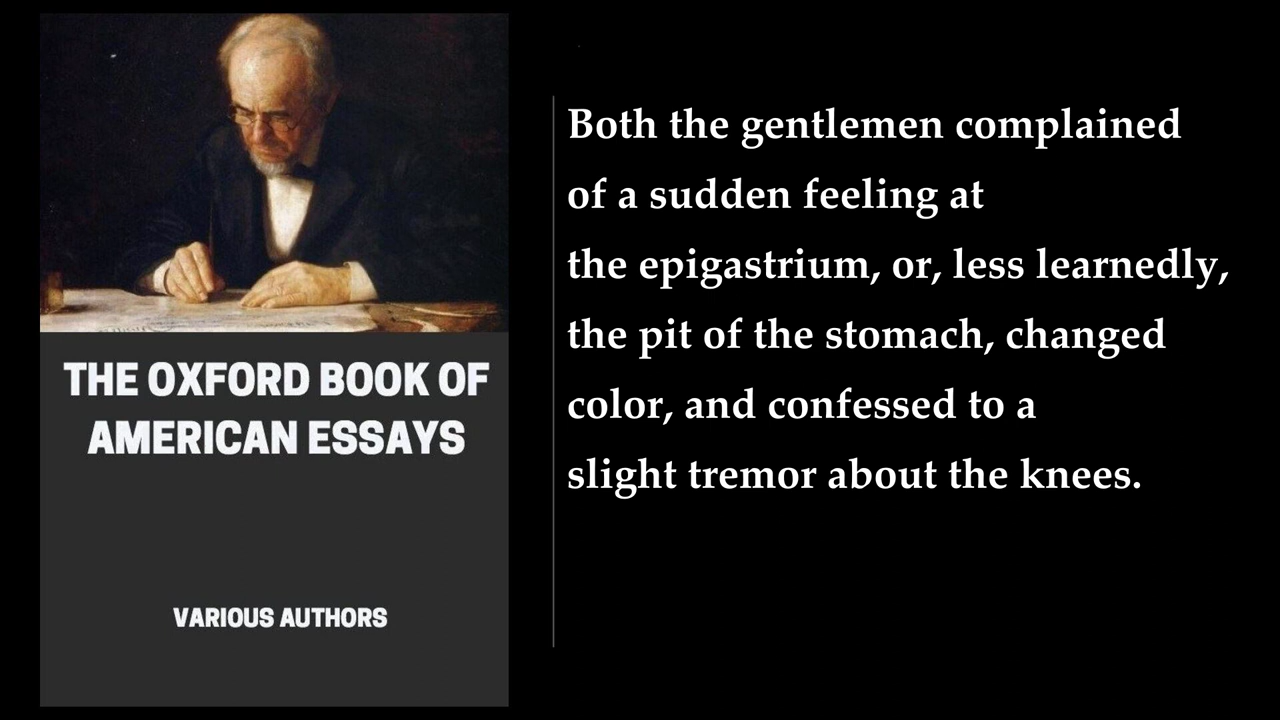 THE OXFORD BOOK OF
AMERICAN ESSAYS
VARIOUS AUTHORS
Both the gentlemen complained
of a sudden feeling at
the epigastrium, or, less learnedly,
the pit of the stomach, changed
color, and confessed to a
slight tremor about the knees.